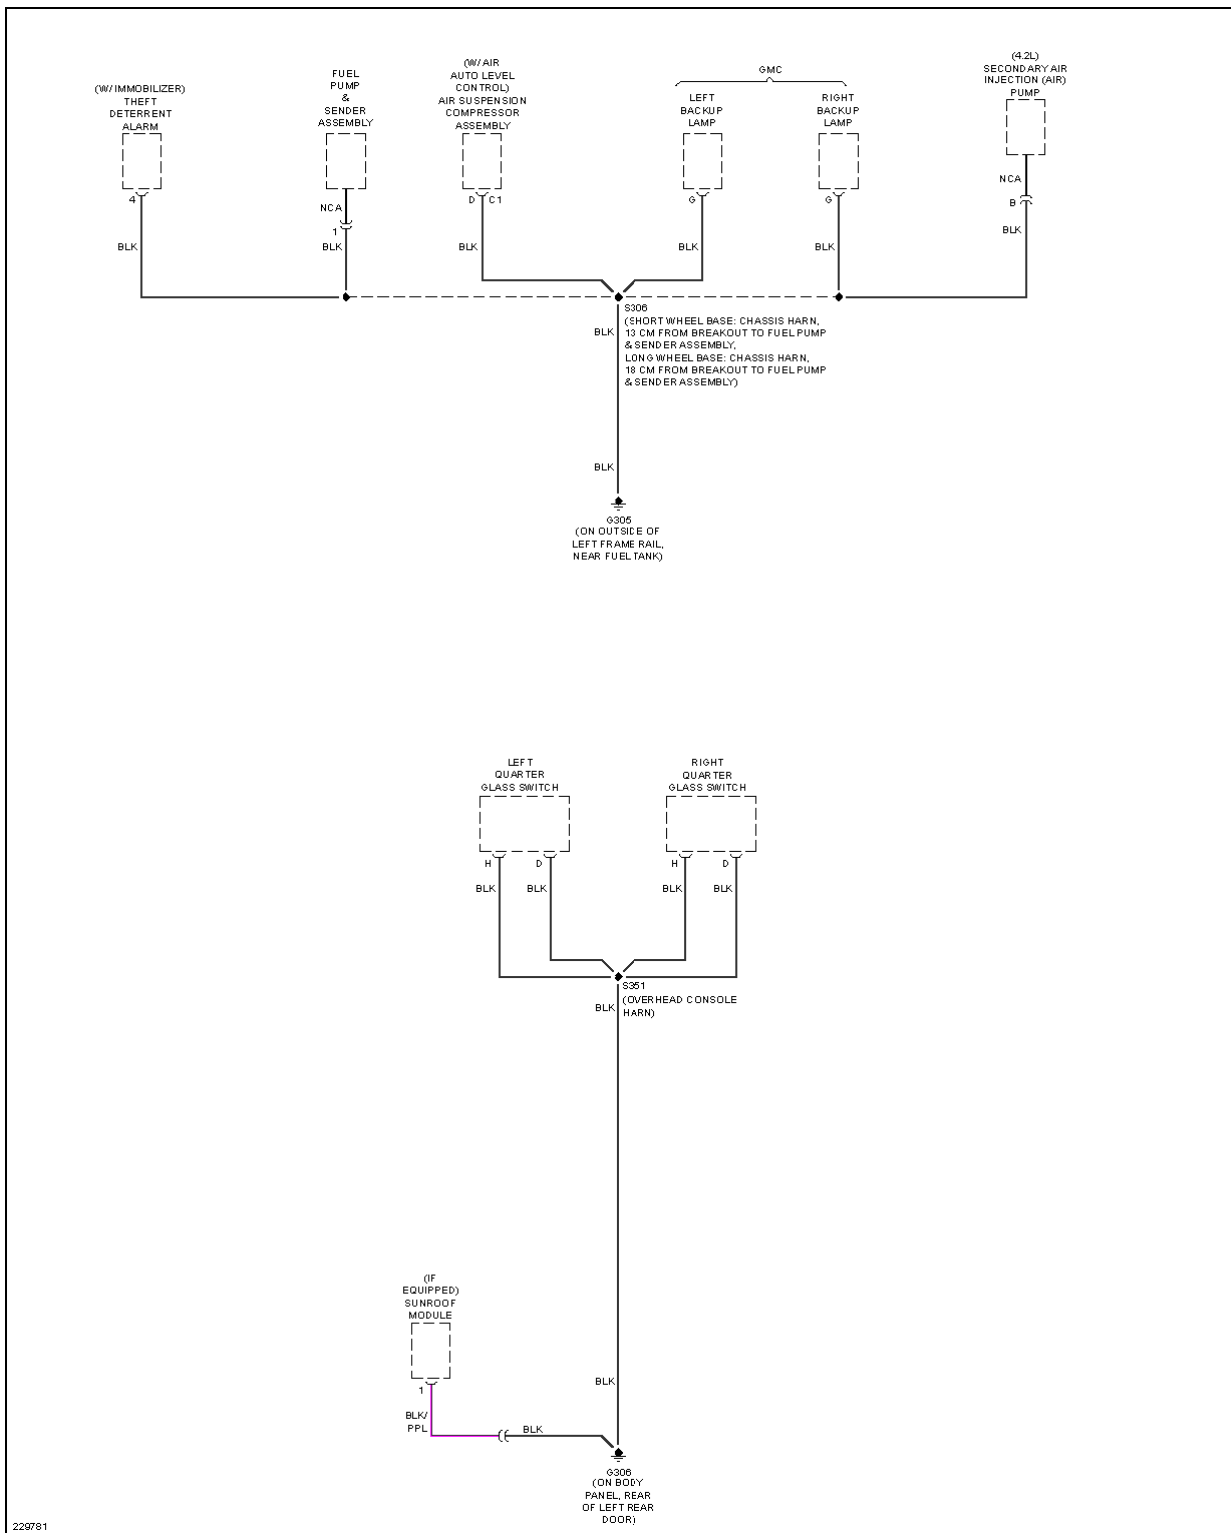 (W/ IMMOBILIZER)
THEFT
DETERRENT
ALARM
FUEL
PUMP
&
SENDER
ASSEMBLY
(W/ AIR
AUTO LEVEL
CONTROL)
AIR SUSPENSION
COMPRESSOR
ASSEMBLY
GMC
LEFT
BACKUP
LAMP
RIGHT
BACKUP
LAMP
(4.2L)
SECONDARY AIR
INJECTION (AIR)
PUMP
4
NCA
1
D
C1
G
G
NCA
B
BLK
BLK
BLK
BLK
BLK
BLK
S306
(SHORT WHEEL BASE: CHASSIS HARN,
13 CM FROM BREAKOUT TO FUEL PUMP
& SENDER ASSEMBLY,
LONG WHEEL BASE: CHASSIS HARN,
18 CM FROM BREAKOUT TO FUEL PUMP
& SENDER ASSEMBLY)
BLK
BLK
G305
(ON OUTSIDE OF
LEFT FRAME RAIL,
NEAR FUEL TANK)
LEFT
QUARTER
GLASS SWITCH
RIGHT
QUARTER
GLASS SWITCH
H
D
H
D
BLK
BLK
BLK
BLK
S351
(OVERHEAD CONSOLE
HARN)
BLK
(IF
EQUIPPED)
SUNROOF
MODULE
1
BLK/
PPL
BLK
BLK
G306
(ON BODY
PANEL, REAR
OF LEFT REAR
DOOR)
229781